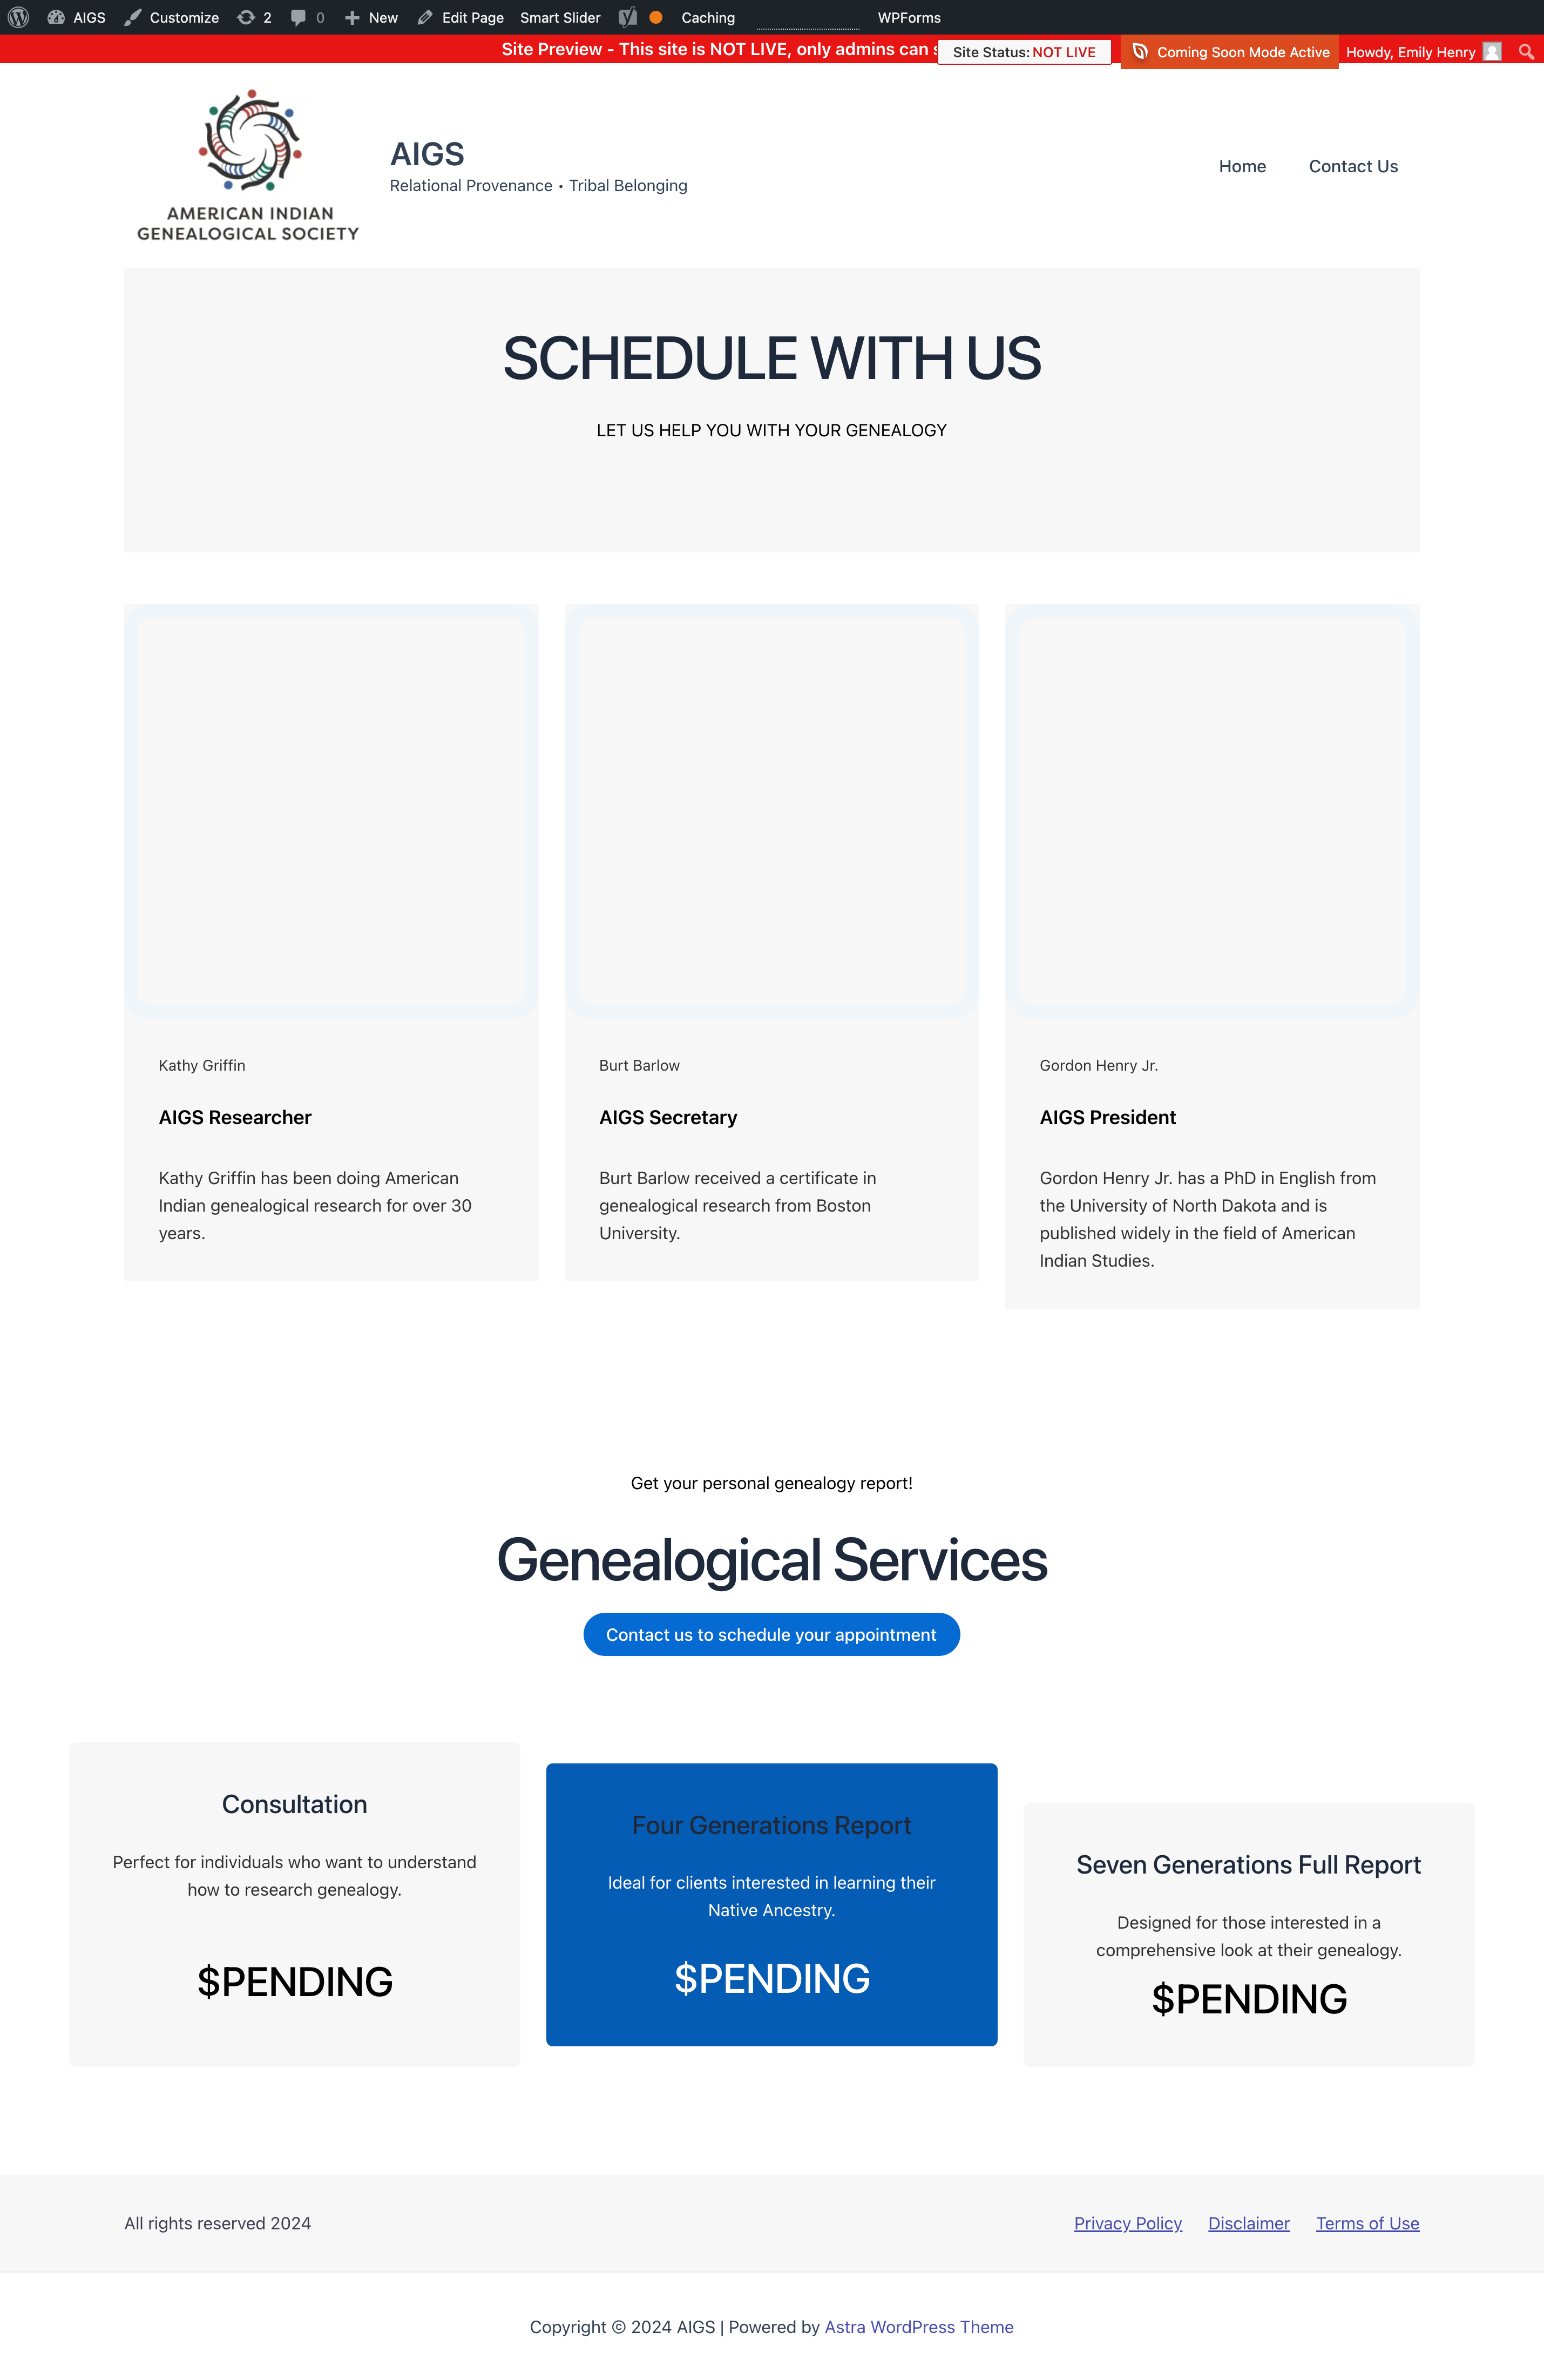 AIGS Customize 2 0 New Edit Page Smart Slider Caching WPForms
Site Preview - This site is NOT LIVE, only admins can
Site Status: NOT LIVE
Coming Soon Mode Active
Howdy, Emily Henry
AMERICAN INDIAN
GENEALOGICAL SOCIETY
AIGS
Relational Provenance • Tribal Belonging
Home Contact Us
SCHEDULE WITH US
LET US HELP YOU WITH YOUR GENEALOGY
Kathy Griffin
AIGS Researcher
Kathy Griffin has been doing American
Indian genealogical research for over 30
years.
Burt Barlow
AIGS Secretary
Burt Barlow received a certificate in
genealogical research from Boston
University.
Gordon Henry Jr.
AIGS President
Gordon Henry Jr. has a PhD in English from
the University of North Dakota and is
published widely in the field of American
Indian Studies.
Get your personal genealogy report!
Genealogical Services
Contact us to schedule your appointment
Consultation
Perfect for individuals who want to understand
how to research genealogy.
$PENDING
Four Generations Report
Ideal for clients interested in learning their
Native Ancestry.
$PENDING
Seven Generations Full Report
Designed for those interested in a
comprehensive look at their genealogy.
$PENDING
All rights reserved 2024
Privacy Policy Disclaimer Terms of Use
Copyright © 2024 AIGS | Powered by Astra WordPress Theme